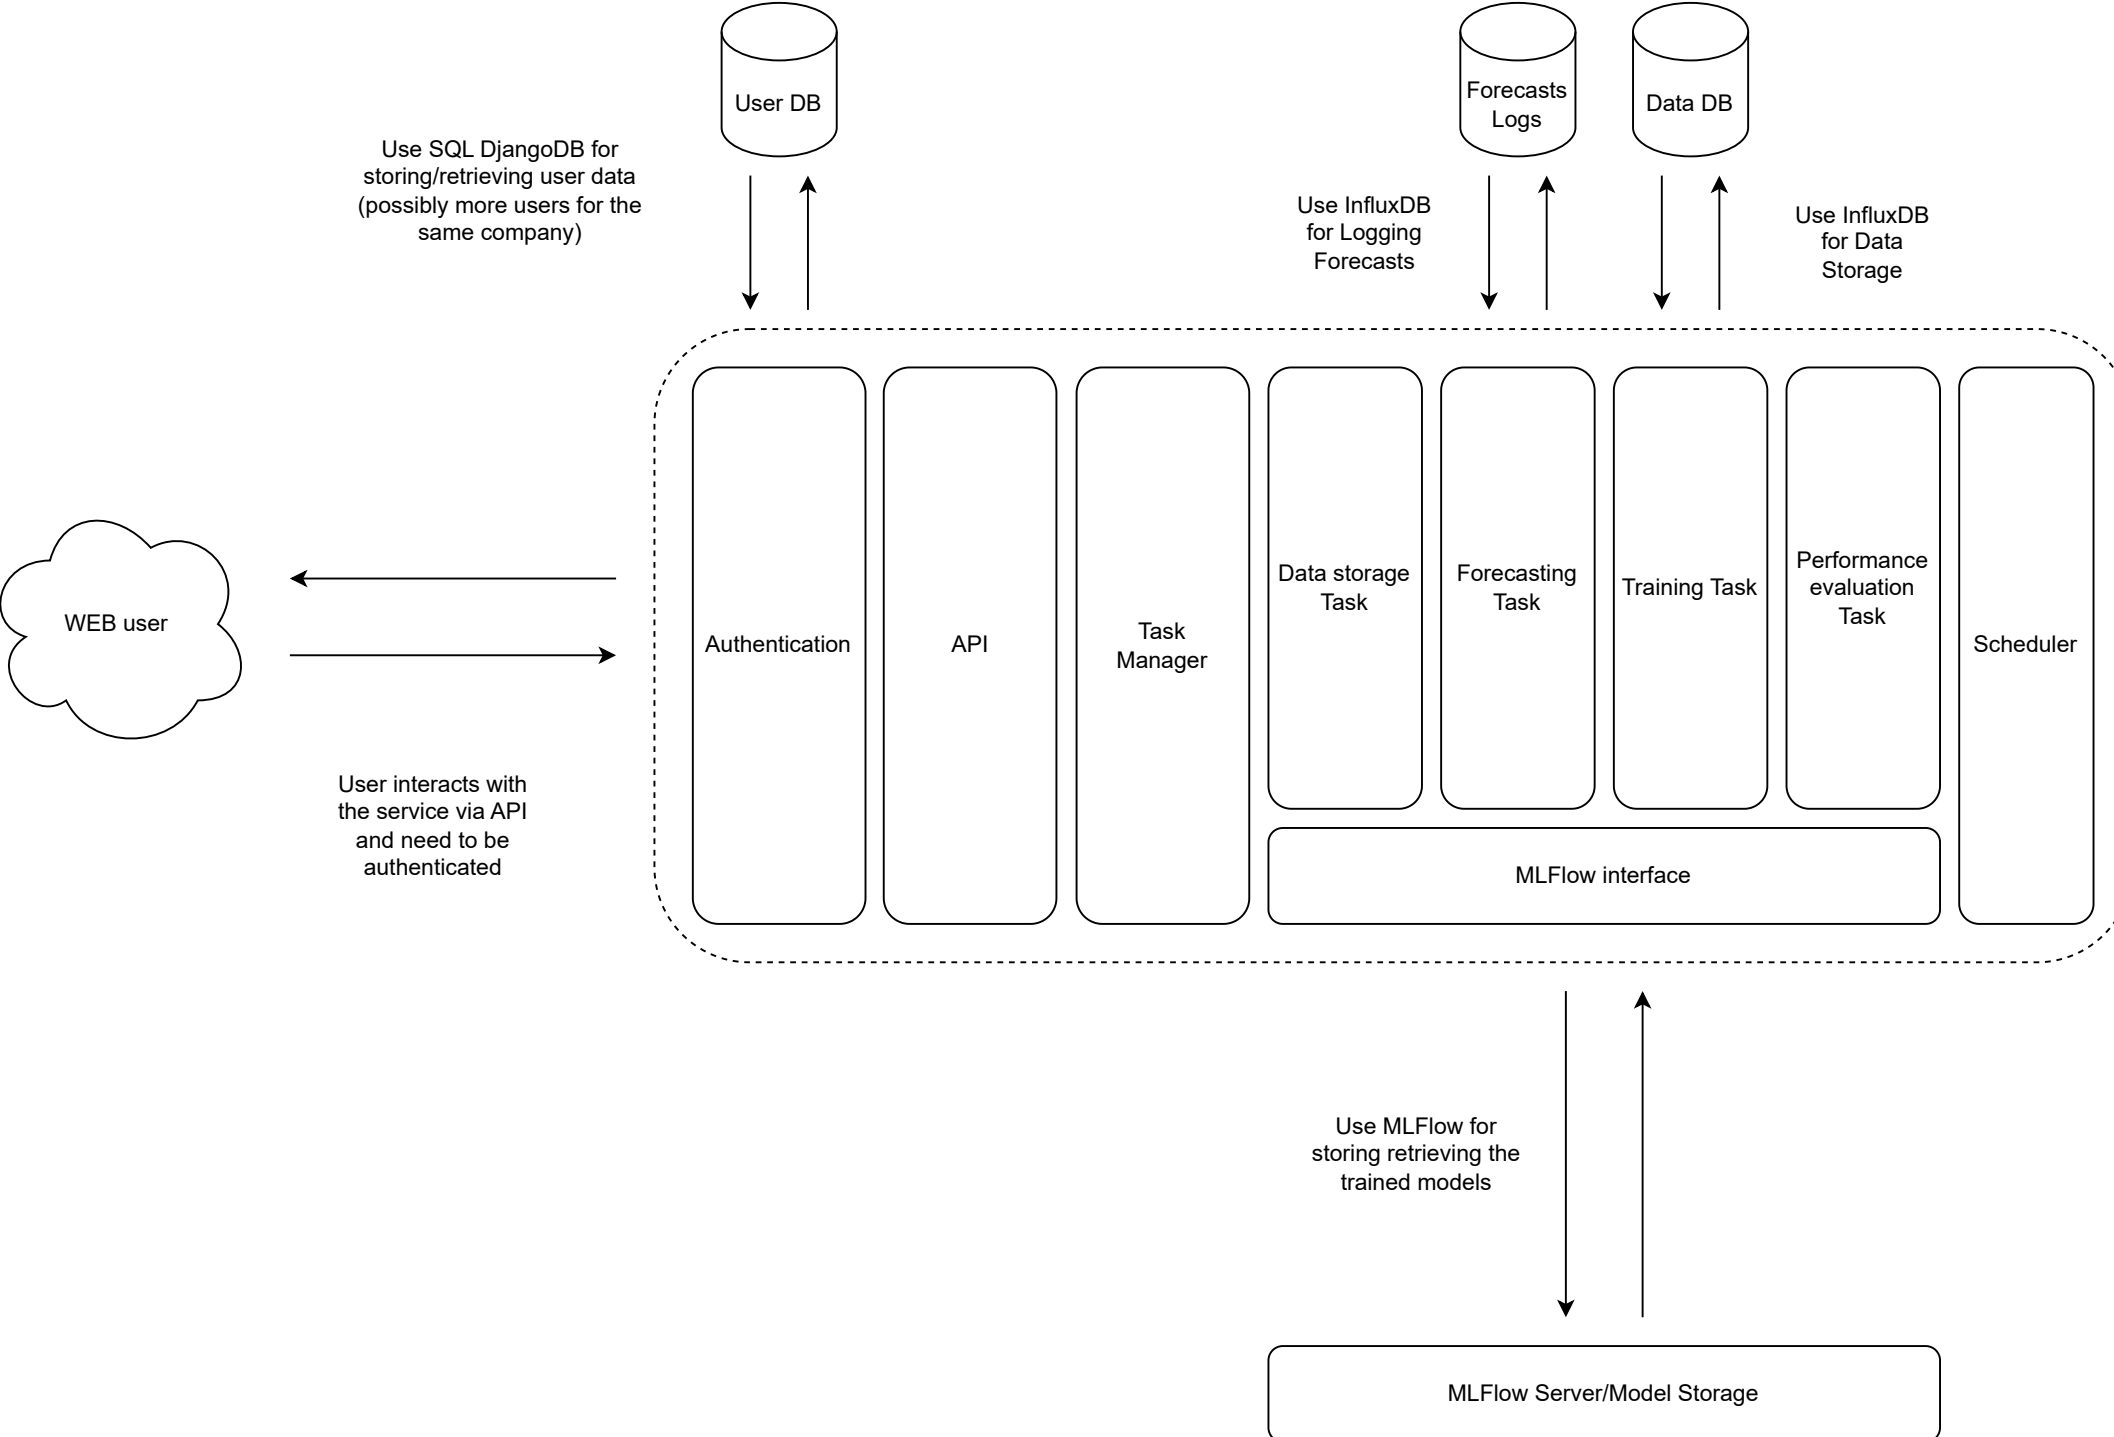 User DB
Forecasts
Logs
Data DB
Use SQL DjangoDB for
storing/retrieving user data
(possibly more users for the
same company)
Use InfluxDB
for Logging
Forecasts
Use InfluxDB
for Data
Storage
WEB user
User interacts with
the service via API
and need to be
authenticated
Authentication
API
Task
Manager
Data storage
Task
Forecasting
Task
Training Task
Performance
evaluation
Task
Scheduler
MLFlow interface
Use MLFlow for
storing retrieving the
trained models
MLFlow Server/Model Storage